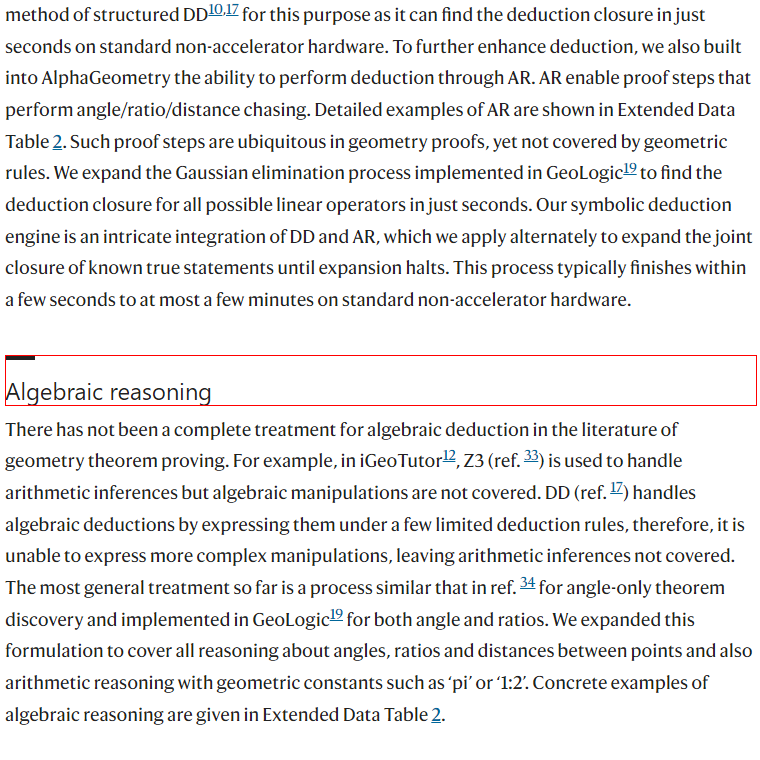 method of structured DD10,17 for this purpose as it can find the deduction closure in just
seconds on standard non-accelerator hardware. To further enhance deduction, we also built
into AlphaGeometry the ability to perform deduction through AR. AR enable proof steps that
perform angle/ratio/distance chasing. Detailed examples of AR are shown in Extended Data
Table 2. Such proof steps are ubiquitous in geometry proofs, yet not covered by geometric
rules. We expand the Gaussian elimination process implemented in GeoLogic19 to find the
deduction closure for all possible linear operators in just seconds. Our symbolic deduction
engine is an intricate integration of DD and AR, which we apply alternately to expand the joint
closure of known true statements until expansion halts. This process typically finishes within
a few seconds to at most a few minutes on standard non-accelerator hardware.
Algebraic reasoning
There has not been a complete treatment for algebraic deduction in the literature of
geometry theorem proving. For example, in iGeoTutor12, Z3 (ref. 33) is used to handle
arithmetic inferences but algebraic manipulations are not covered. DD (ref. 17) handles
algebraic deductions by expressing them under a few limited deduction rules, therefore, it is
unable to express more complex manipulations, leaving arithmetic inferences not covered.
The most general treatment so far is a process similar that in ref. 34 for angle-only theorem
discovery and implemented in GeoLogic19 for both angle and ratios. We expanded this
formulation to cover all reasoning about angles, ratios and distances between points and also
arithmetic reasoning with geometric constants such as ‘pi’ or ‘1:2’. Concrete examples of
algebraic reasoning are given in Extended Data Table 2.